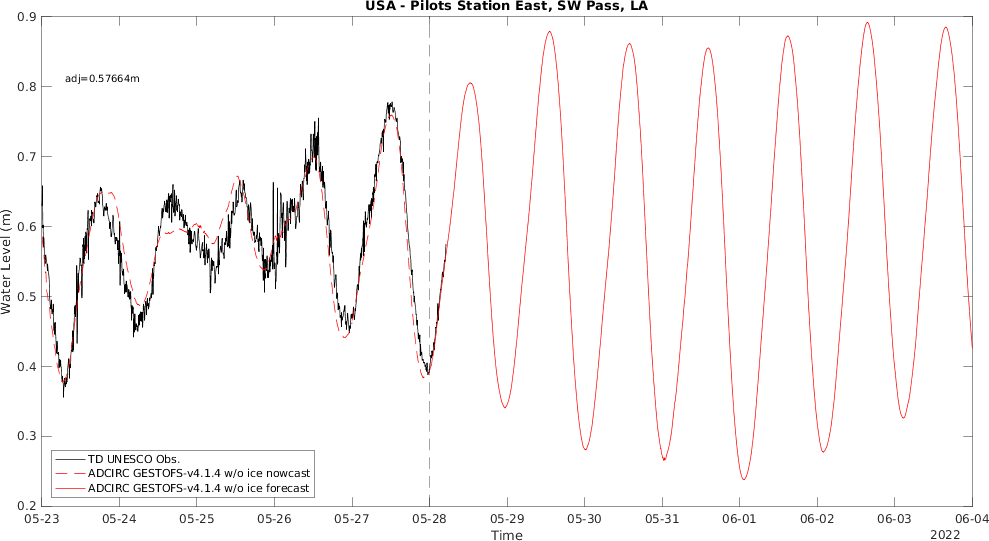 USA - Pilots Station East, SW Pass, LA
0.9
adj=0.57664m
0.8
0.7
0.6
Water Level (m)
0.5
0.4
0.3
TD UNESCO Obs.
ADCIRC GESTOFS-v4.1.4 w/o ice nowcast
ADCIRC GESTOFS-v4.1.4 w/o ice forecast
0.2
05-23 05-24 05-25 05-26 05-27 05-28 05-29 05-30 05-31 06-01 06-02 06-03 06-04
Time
2022